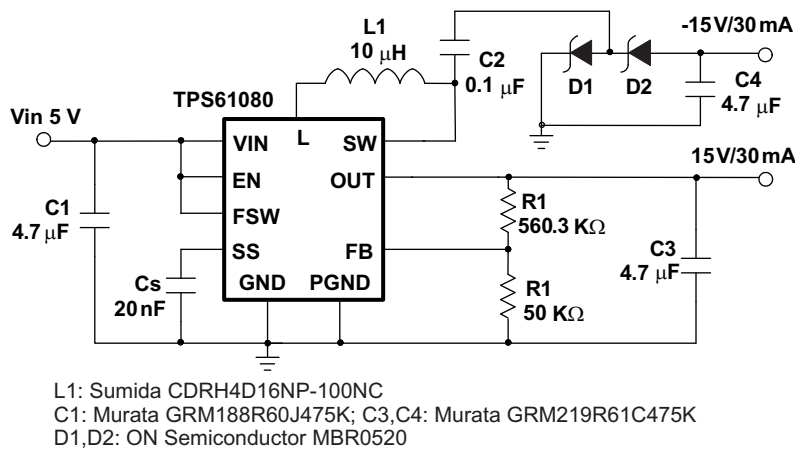 L1
10 μH
C2
0.1 μF
D1
D2
-15V/30 mA
C4
4.7 μF
TPS61080
Vin 5 V
VIN
L
SW
EN
OUT
FSW
SS
FB
GND
PGND
C1
4.7 μF
Cs
20 nF
15V/30mA
R1
560.3 KΩ
R1
50 KΩ
C3
4.7 μF
L1: Sumida CDRH4D16NP-100NC
C1: Murata GRM188R60J475K; C3,C4: Murata GRM219R61C475K
D1,D2: ON Semiconductor MBR0520